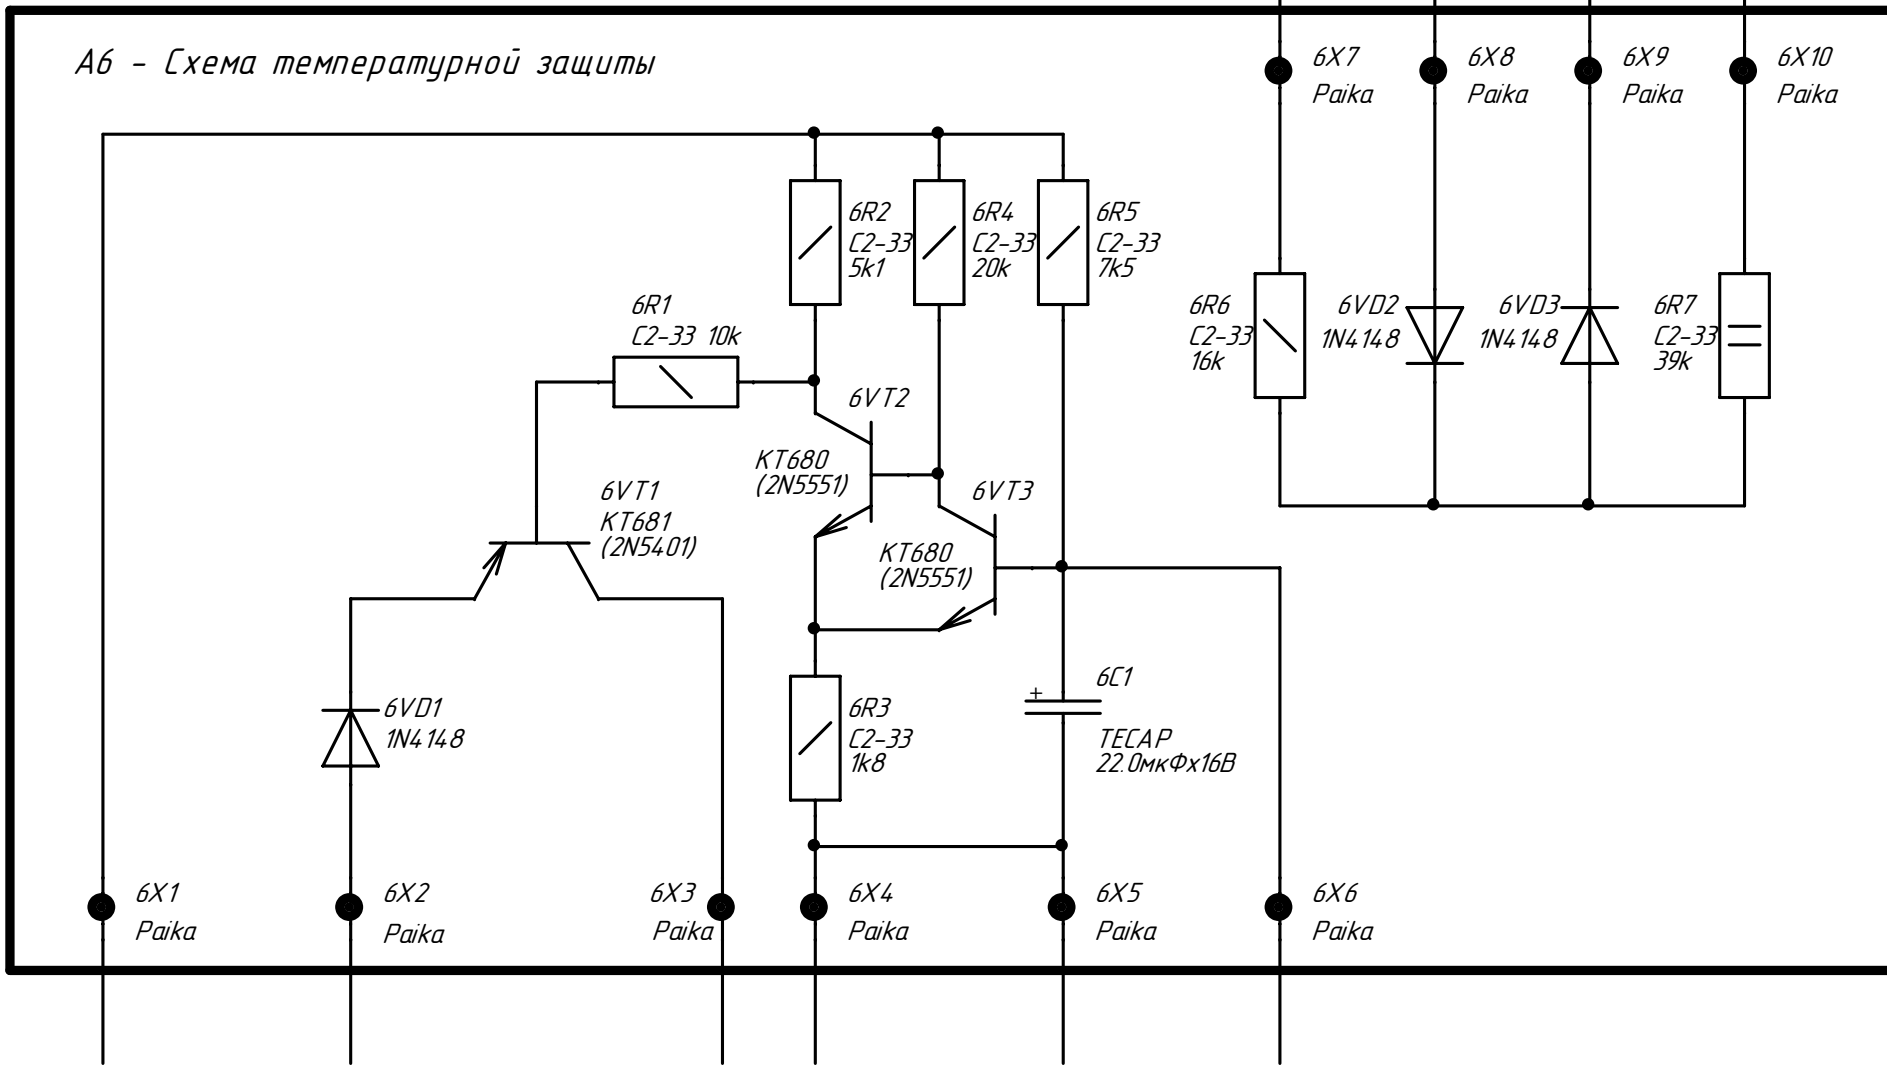 А6 - Схема температурной защиты
6X7
Paika
6X8
Paika
6X9
Paika
6X10
Paika
6R2
С2-33
5k1
6R4
С2-33
20k
6R5
С2-33
7k5
6R1
С2-33 10k
6R6
С2-33
16k
6VD2
1N4148
6VD3
1N4148
6R7
С2-33
39k
6VT2
КТ680
(2N5551)
6VT1
КТ681
(2N5401)
6VT3
КТ680
(2N5551)
6VD1
1N4148
6R3
С2-33
1k8
+
6C1
TECAP
22.0мкФх16В
6X1
Paika
6X2
Paika
6X3
Paika
6X4
Paika
6X5
Paika
6X6
Paika